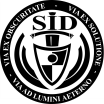 SID
VIA EX OBSCURITATE
VIA EX SOLUTIONE
VIA AD LUMINI AETERNO